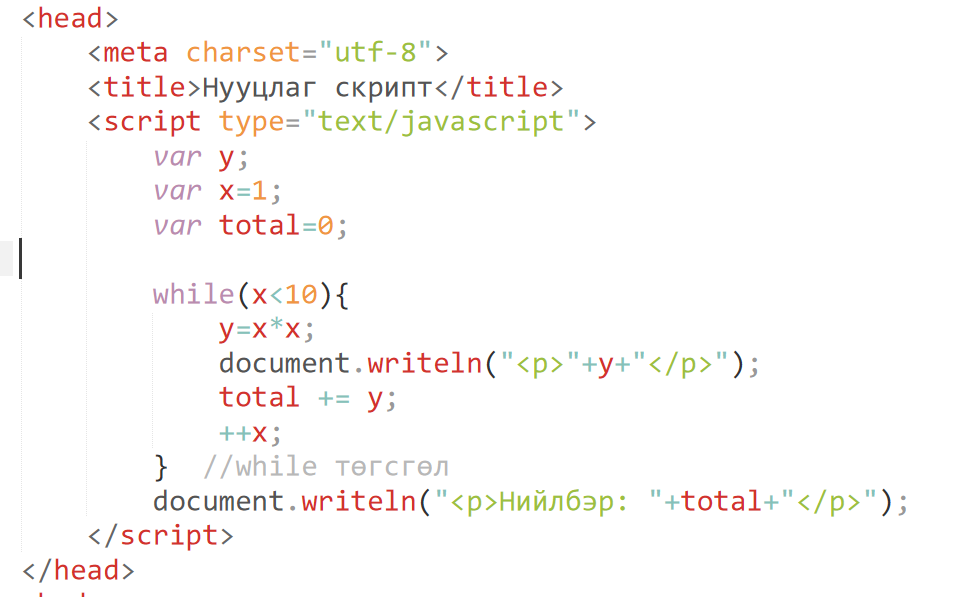 <head>
<meta charset="utf-8">
<title>Нууцлаг скрипт</title>
<script type="text/javascript">
var y;
var x=1;
var total=0;
while(x<10){
y=x*x;
document.writeln("<p>"+y+"</p>");
total += y;
++x;
} //while төгсгөл
document.writeln("<p>Нийлбэр: "+total+"</p>");
</script>
</head>